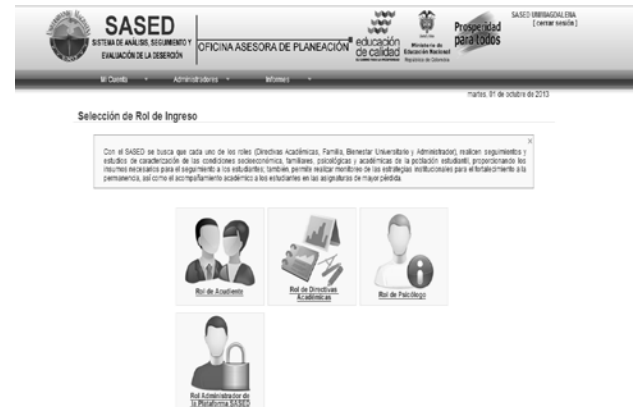 SASED
SISTEMA DE ANÁLISIS, SEGUIMIENTO Y
EVALUACIÓN DE LA DESERCIÓN
OFICINA ASESORA DE PLANEACIÓN
educación
de calidad
Ministerio de
Educación Nacional
República de Colombia
Prosperidad
para todos
SASED UNIMAGDALENA
[ cerrar sesión ]
Mi Cuenta
Administradores
Informes
martes, 01 de octubre de 2013
Selección de Rol de Ingreso
Con el SASED se busca que cada uno de los roles (Directivas Académicas, Familia, Bienestar Universitario y Administrador), realicen seguimientos y
estudios de caracterización de las condiciones socioeconómica, familiares, psicológicas y académicas de la población estudiantil, proporcionando los
insumos necesarios para el seguimiento a los estudiantes; también, permite realizar monitoreo de las estrategias institucionales para el fortalecimiento a la
permanencia, así como el acompañamiento académico a los estudiantes en las asignaturas de mayor pérdida.
Rol de Acudiente
Rol de Directivas
Académicas
Rol de Psicólogo
Rol Administrador de
la Plataforma SASED